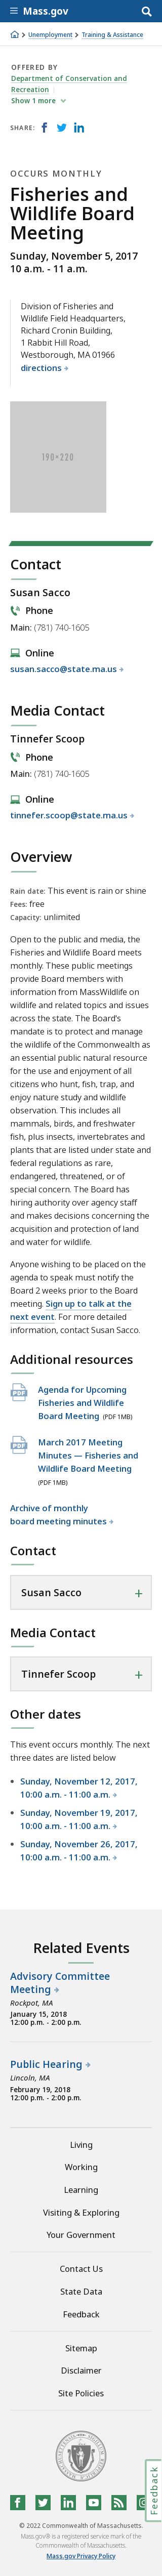 Mass.gov
Unemployment > Training & Assistance
OFFERED BY
Department of Conservation and
Recreation
Show 1 more
SHARE:
OCCURS MONTHLY
Fisheries and
Wildlife Board
Meeting
Sunday, November 5, 2017
10 a.m. - 11 a.m.
Division of Fisheries and
Wildlife Field Headquarters,
Richard Cronin Building,
1 Rabbit Hill Road,
Westborough, MA 01966
directions
190×220
Contact
Susan Sacco
Phone
Main: (781) 740-1605
Online
susan.sacco@state.ma.us
Media Contact
Tinnefer Scoop
Phone
Main: (781) 740-1605
Online
tinnefer.scoop@state.ma.us
Overview
Rain date: This event is rain or shine
Fees: free
Capacity: unlimited
Open to the public and media, the
Fisheries and Wildlife Board meets
monthly. These public meetings
provide Board members with
information vital to MassWildlife
on wildlife and related topics and issues
from across the state. The Board's
mandate is to protect and manage
the wildlife of the Commonwealth as
an essential public natural resource
for the use and enjoyment of all
citizens who hunt, fish, trap, and
enjoy nature and wildlife
observation. This includes all
mammals, birds, and freshwater
fish, insects, invertebrates and plants
that are listed under state and
federal regulations as rare,
endangered, threatened, or of
special concern. The Board has
hiring authority over agency staff
and oversees wildlife and hunting
regulations, and the acquisition
and protection of land and water
for wildlife.
Anyone wishing to be placed on the
agenda to speak must notify the
Board 2 weeks prior to the board
meeting. Sign up to talk at the
next event. For more detailed
information, contact Susan Sacco.
Additional resources
Agenda for Upcoming
Fisheries and Wildlife
Board Meeting (PDF 1MB)
March 2017 Meeting
Minutes — Fisheries and
Wildlife Board Meeting
(PDF 1MB)
Archive of monthly
board meeting minutes
Contact
Susan Sacco +
Media Contact
Tinnefer Scoop +
Other dates
This event occurs monthly. The next
three dates are listed below
Sunday, November 12, 2017,
10:00 a.m. - 11:00 a.m.
Sunday, November 19, 2017,
10:00 a.m. - 11:00 a.m.
Sunday, November 26, 2017,
10:00 a.m. - 11:00 a.m.
Related Events
Advisory Committee
Meeting
Rockport, MA
January 15, 2018
12:00 p.m. - 2:00 p.m.
Public Hearing
Lincoln, MA
February 19, 2018
12:00 p.m. - 2:00 p.m.
Living
Working
Learning
Visiting & Exploring
Your Government
Contact Us
State Data
Feedback
Sitemap
Disclaimer
Site Policies
Feedback
© 2022 Commonwealth of Massachusetts.
Mass.gov® is a registered service mark of the
Commonwealth of Massachusetts.
Mass.gov Privacy Policy